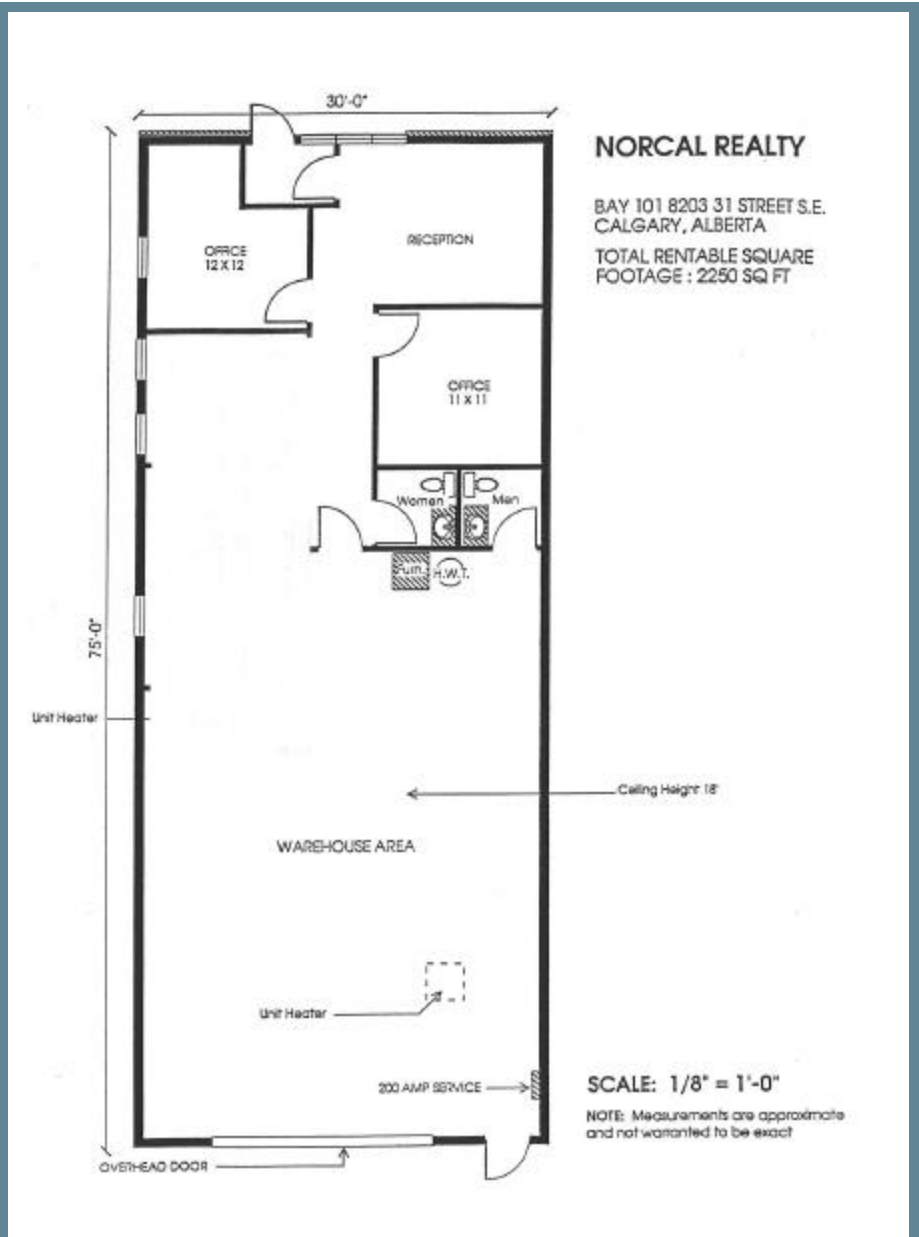 30'-0"
NORCAL REALTY
BAY 101 8203 31 STREET S.E.
CALGARY, ALBERTA
TOTAL RENTABLE SQUARE
FOOTAGE : 2250 SQ FT
RECEPTION
OFFICE
12 X 12
OFFICE
11 X 11
Women
Men
Furn.
H.W.T.
75'-0"
Unit Heater
Ceiling Height 18'
WAREHOUSE AREA
Unit Heater
200 AMP SERVICE
SCALE: 1/8" = 1'-0"
NOTE: Measurements are approximate
and not warranted to be exact
OVERHEAD DOOR